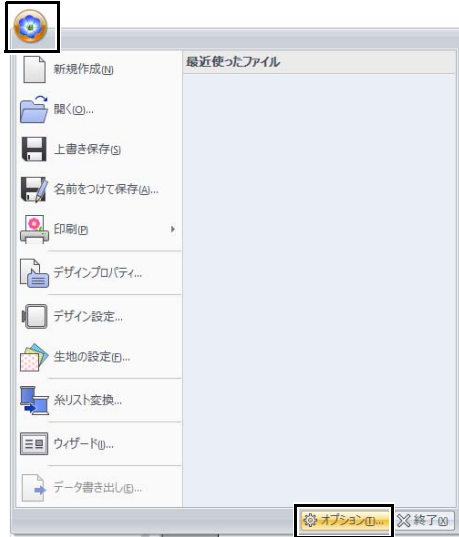 新規作成(N)
最近使ったファイル
開く(O)...
上書き保存(S)
名前をつけて保存(A)...
印刷(P)
デザインプロパティ...
デザイン設定...
生地の設定(F)...
糸リスト変換...
ウィザード(I)...
データ書き出し(E)...
オプション(T)...
終了(X)